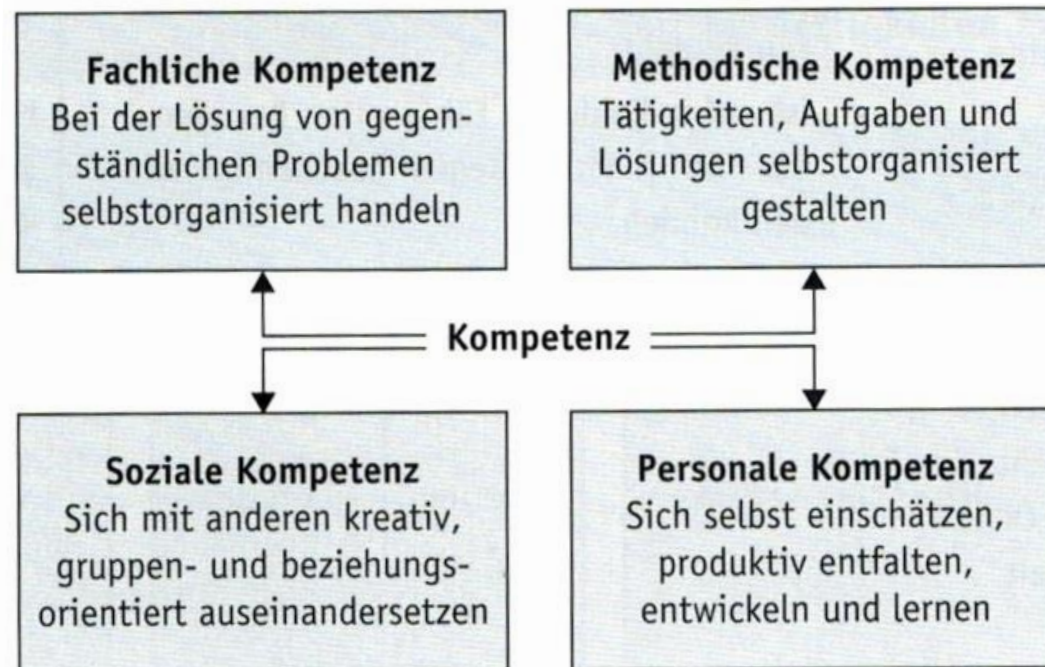 Fachliche Kompetenz
Bei der Lösung von gegen-
ständlichen Problemen
selbstorganisiert handeln
Methodische Kompetenz
Tätigkeiten, Aufgaben und
Lösungen selbstorganisiert
gestalten
Kompetenz
Soziale Kompetenz
Sich mit anderen kreativ,
gruppen- und beziehungs-
orientiert auseinandersetzen
Personale Kompetenz
Sich selbst einschätzen,
produktiv entfalten,
entwickeln und lernen